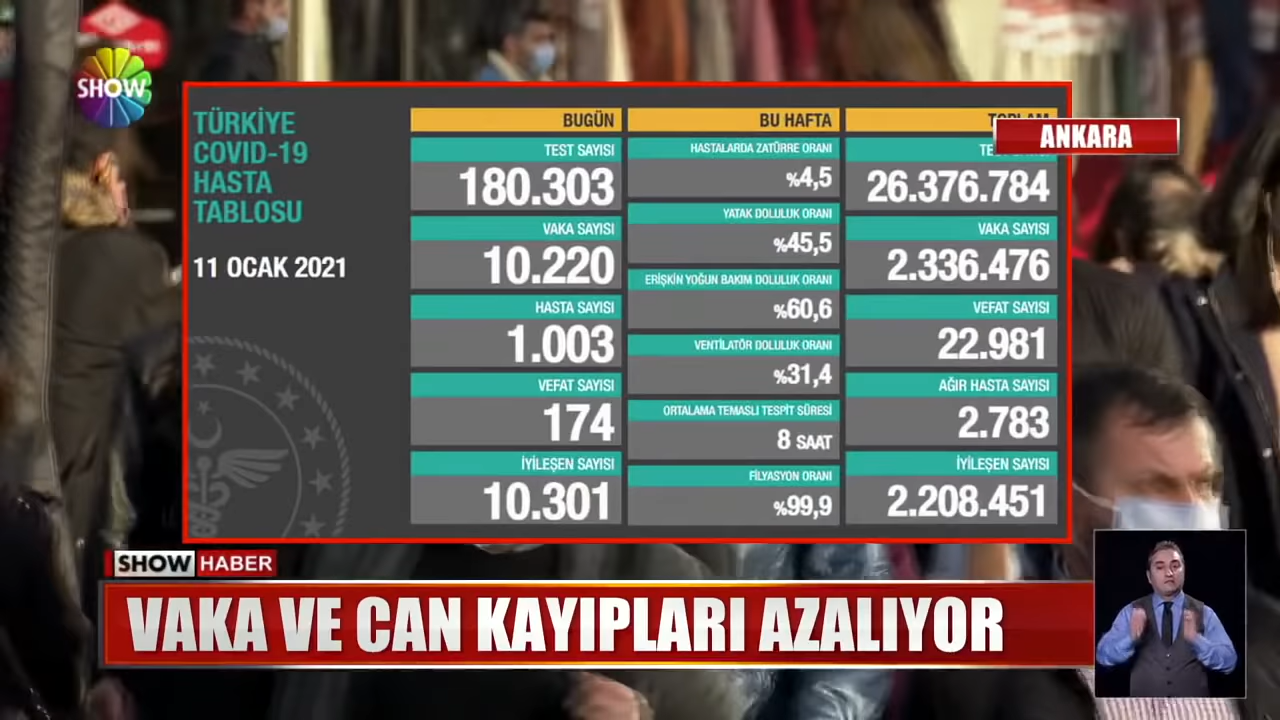 SHOW
TÜRKİYE
COVID-19
HASTA
TABLOSU
11 OCAK 2021
BUGÜN
TEST SAYISI
180.303
VAKA SAYISI
10.220
HASTA SAYISI
1.003
VEFAT SAYISI
174
İYİLEŞEN SAYISI
10.301
BU HAFTA
HASTALARDA ZATÜRRE ORANI
%4,5
YATAK DOLULUK ORANI
%45,5
ERİŞKİN YOĞUN BAKIM DOLULUK ORANI
%60,6
VENTİLATÖR DOLULUK ORANI
%31,4
ORTALAMA TEMASLI TESPİT SÜRESİ
8 SAAT
FİLYASYON ORANI
%99,9
TOPLAM
26.376.784
VAKA SAYISI
2.336.476
VEFAT SAYISI
22.981
AĞIR HASTA SAYISI
2.783
İYİLEŞEN SAYISI
2.208.451
ANKARA
SHOW HABER
VAKA VE CAN KAYIPLARI AZALIYOR